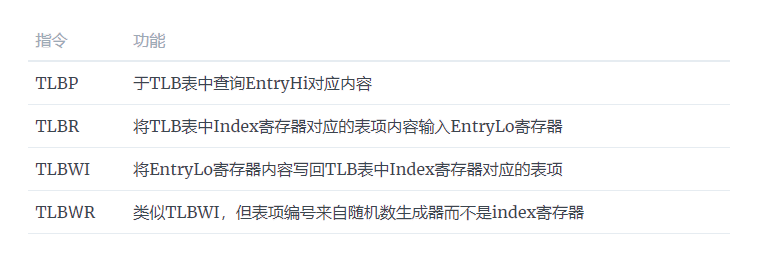 指令 功能
TLBP 于TLB表中查询EntryHi对应内容
TLBR 将TLB表中Index寄存器对应的表项内容输入EntryLo寄存器
TLBWI 将EntryLo寄存器内容写回TLB表中Index寄存器对应的表项
TLBWR 类似TLBWI，但表项编号来自随机数生成器而不是index寄存器